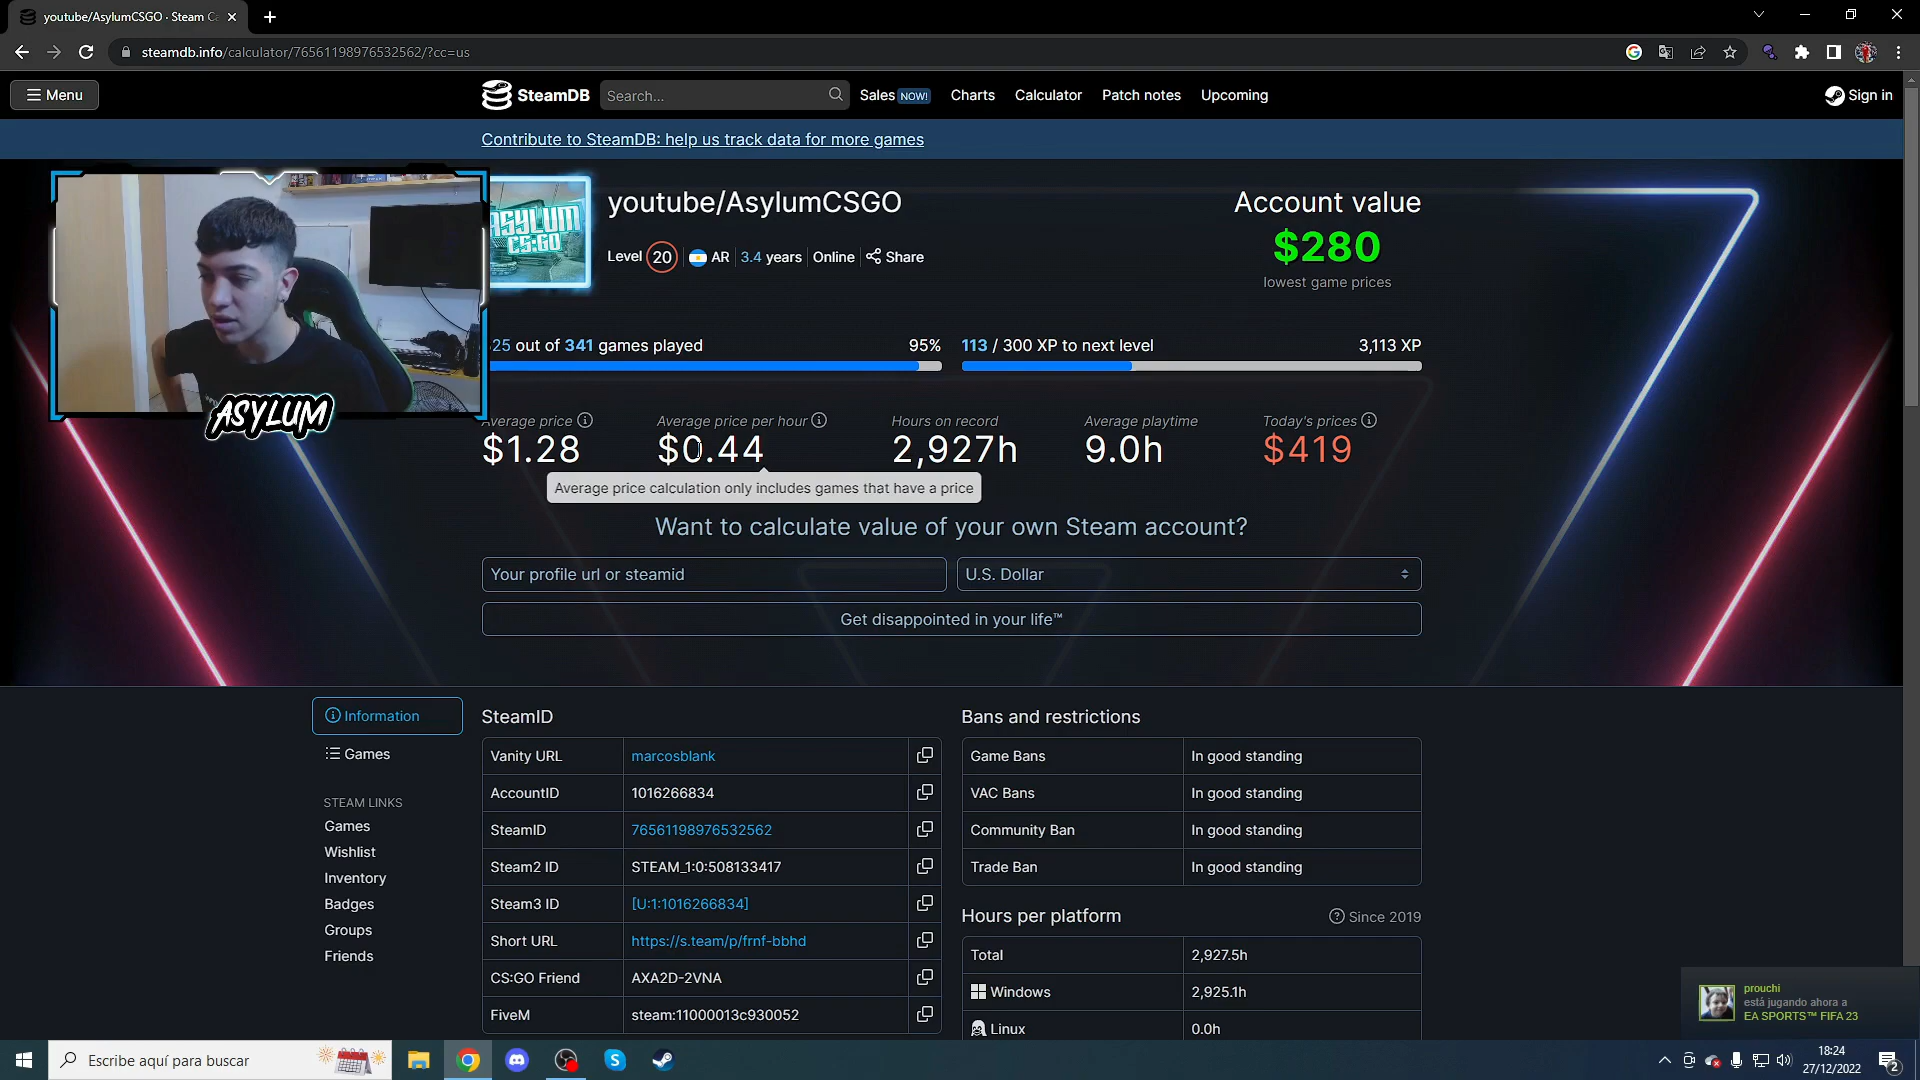 youtube/AsylumCSGO · Steam Ca
steamdb.info/calculator/76561198976532562/?cc=us
Menu
SteamDB
Search...
Sales NOW!
Charts
Calculator
Patch notes
Upcoming
Sign in
Contribute to SteamDB: help us track data for more games
ASYLUM
CS:GO
youtube/AsylumCSGO
Level 20 AR 3.4 years Online Share
Account value
$280
lowest game prices
25 out of 341 games played 95%
113 / 300 XP to next level 3,113 XP
ASYLUM
Average price
$1.28
Average price per hour
$0.44
Hours on record
2,927h
Average playtime
9.0h
Today's prices
$419
Average price calculation only includes games that have a price
Want to calculate value of your own Steam account?
Your profile url or steamid
U.S. Dollar
Get disappointed in your life™
Information
Games
STEAM LINKS
Games
Wishlist
Inventory
Badges
Groups
Friends
SteamID
Vanity URL marcosblank
AccountID 1016266834
SteamID 76561198976532562
Steam2 ID STEAM_1:0:508133417
Steam3 ID [U:1:1016266834]
Short URL https://s.team/p/frnf-bbhd
CS:GO Friend AXA2D-2VNA
FiveM steam:11000013c930052
Bans and restrictions
Game Bans In good standing
VAC Bans In good standing
Community Ban In good standing
Trade Ban In good standing
Hours per platform Since 2019
Total 2,927.5h
Windows 2,925.1h
Linux 0.0h
prouchi
está jugando ahora a
EA SPORTS™ FIFA 23
Escribe aquí para buscar
18:24
27/12/2022
2